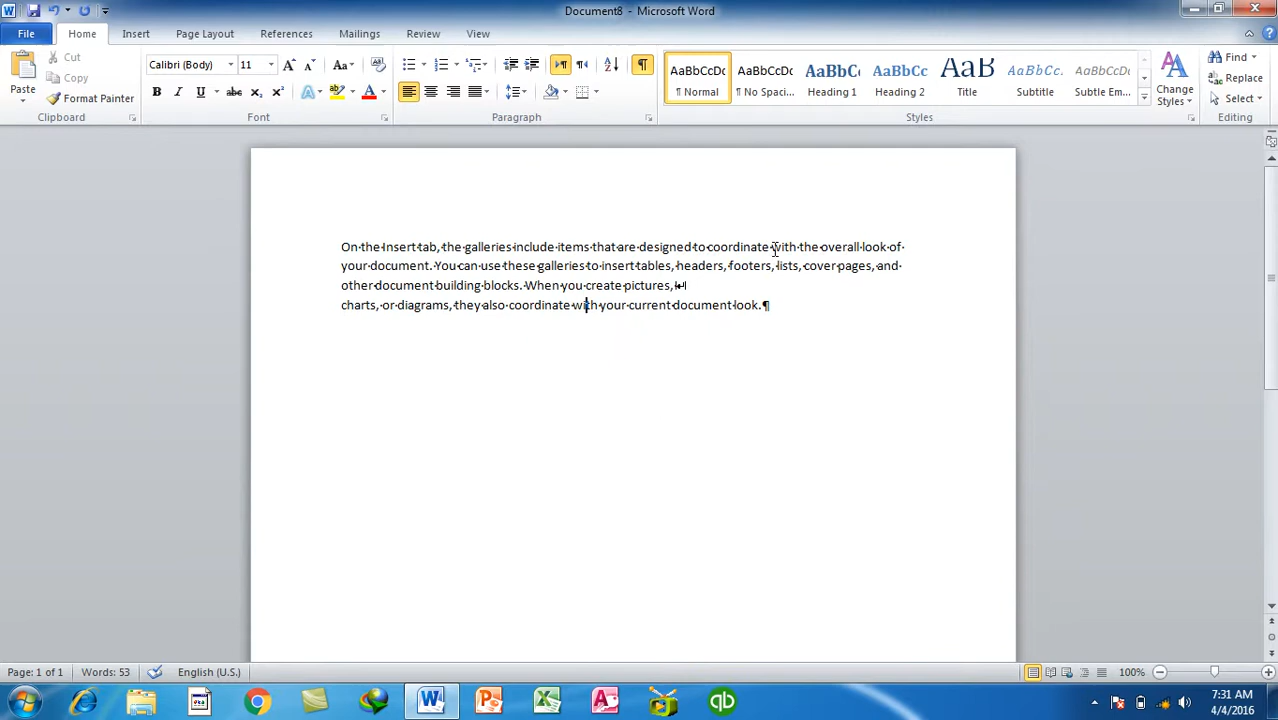 Document8 - Microsoft Word
File Home Insert Page Layout References Mailings Review View
Paste
Cut
Copy
Format Painter
Clipboard
Calibri (Body) 11 Aa
B I U abc x₂ x² A A
Font
Paragraph
AaBbCcDc AaBbCcDc AaBbCc AaBbCc AaB AaBbCc. AaBbCcDc
¶ Normal ¶ No Spaci... Heading 1 Heading 2 Title Subtitle Subtle Em...
Change
Styles
Styles
Find
Replace
Select
Editing
On·the·Insert·tab,·the·galleries·include·items·that·are·designed·to·coordinate·with·the·overall·look·of·
your·document.·You·can·use·these·galleries·to·insert·tables,·headers,·footers,·lists,·cover·pages,·and·
other·document·building·blocks.·When·you·create·pictures,·↵
charts,·or·diagrams,·they·also·coordinate·with·your·current·document·look.¶
Page: 1 of 1 Words: 53 English (U.S.) 100%
7:31 AM
4/4/2016